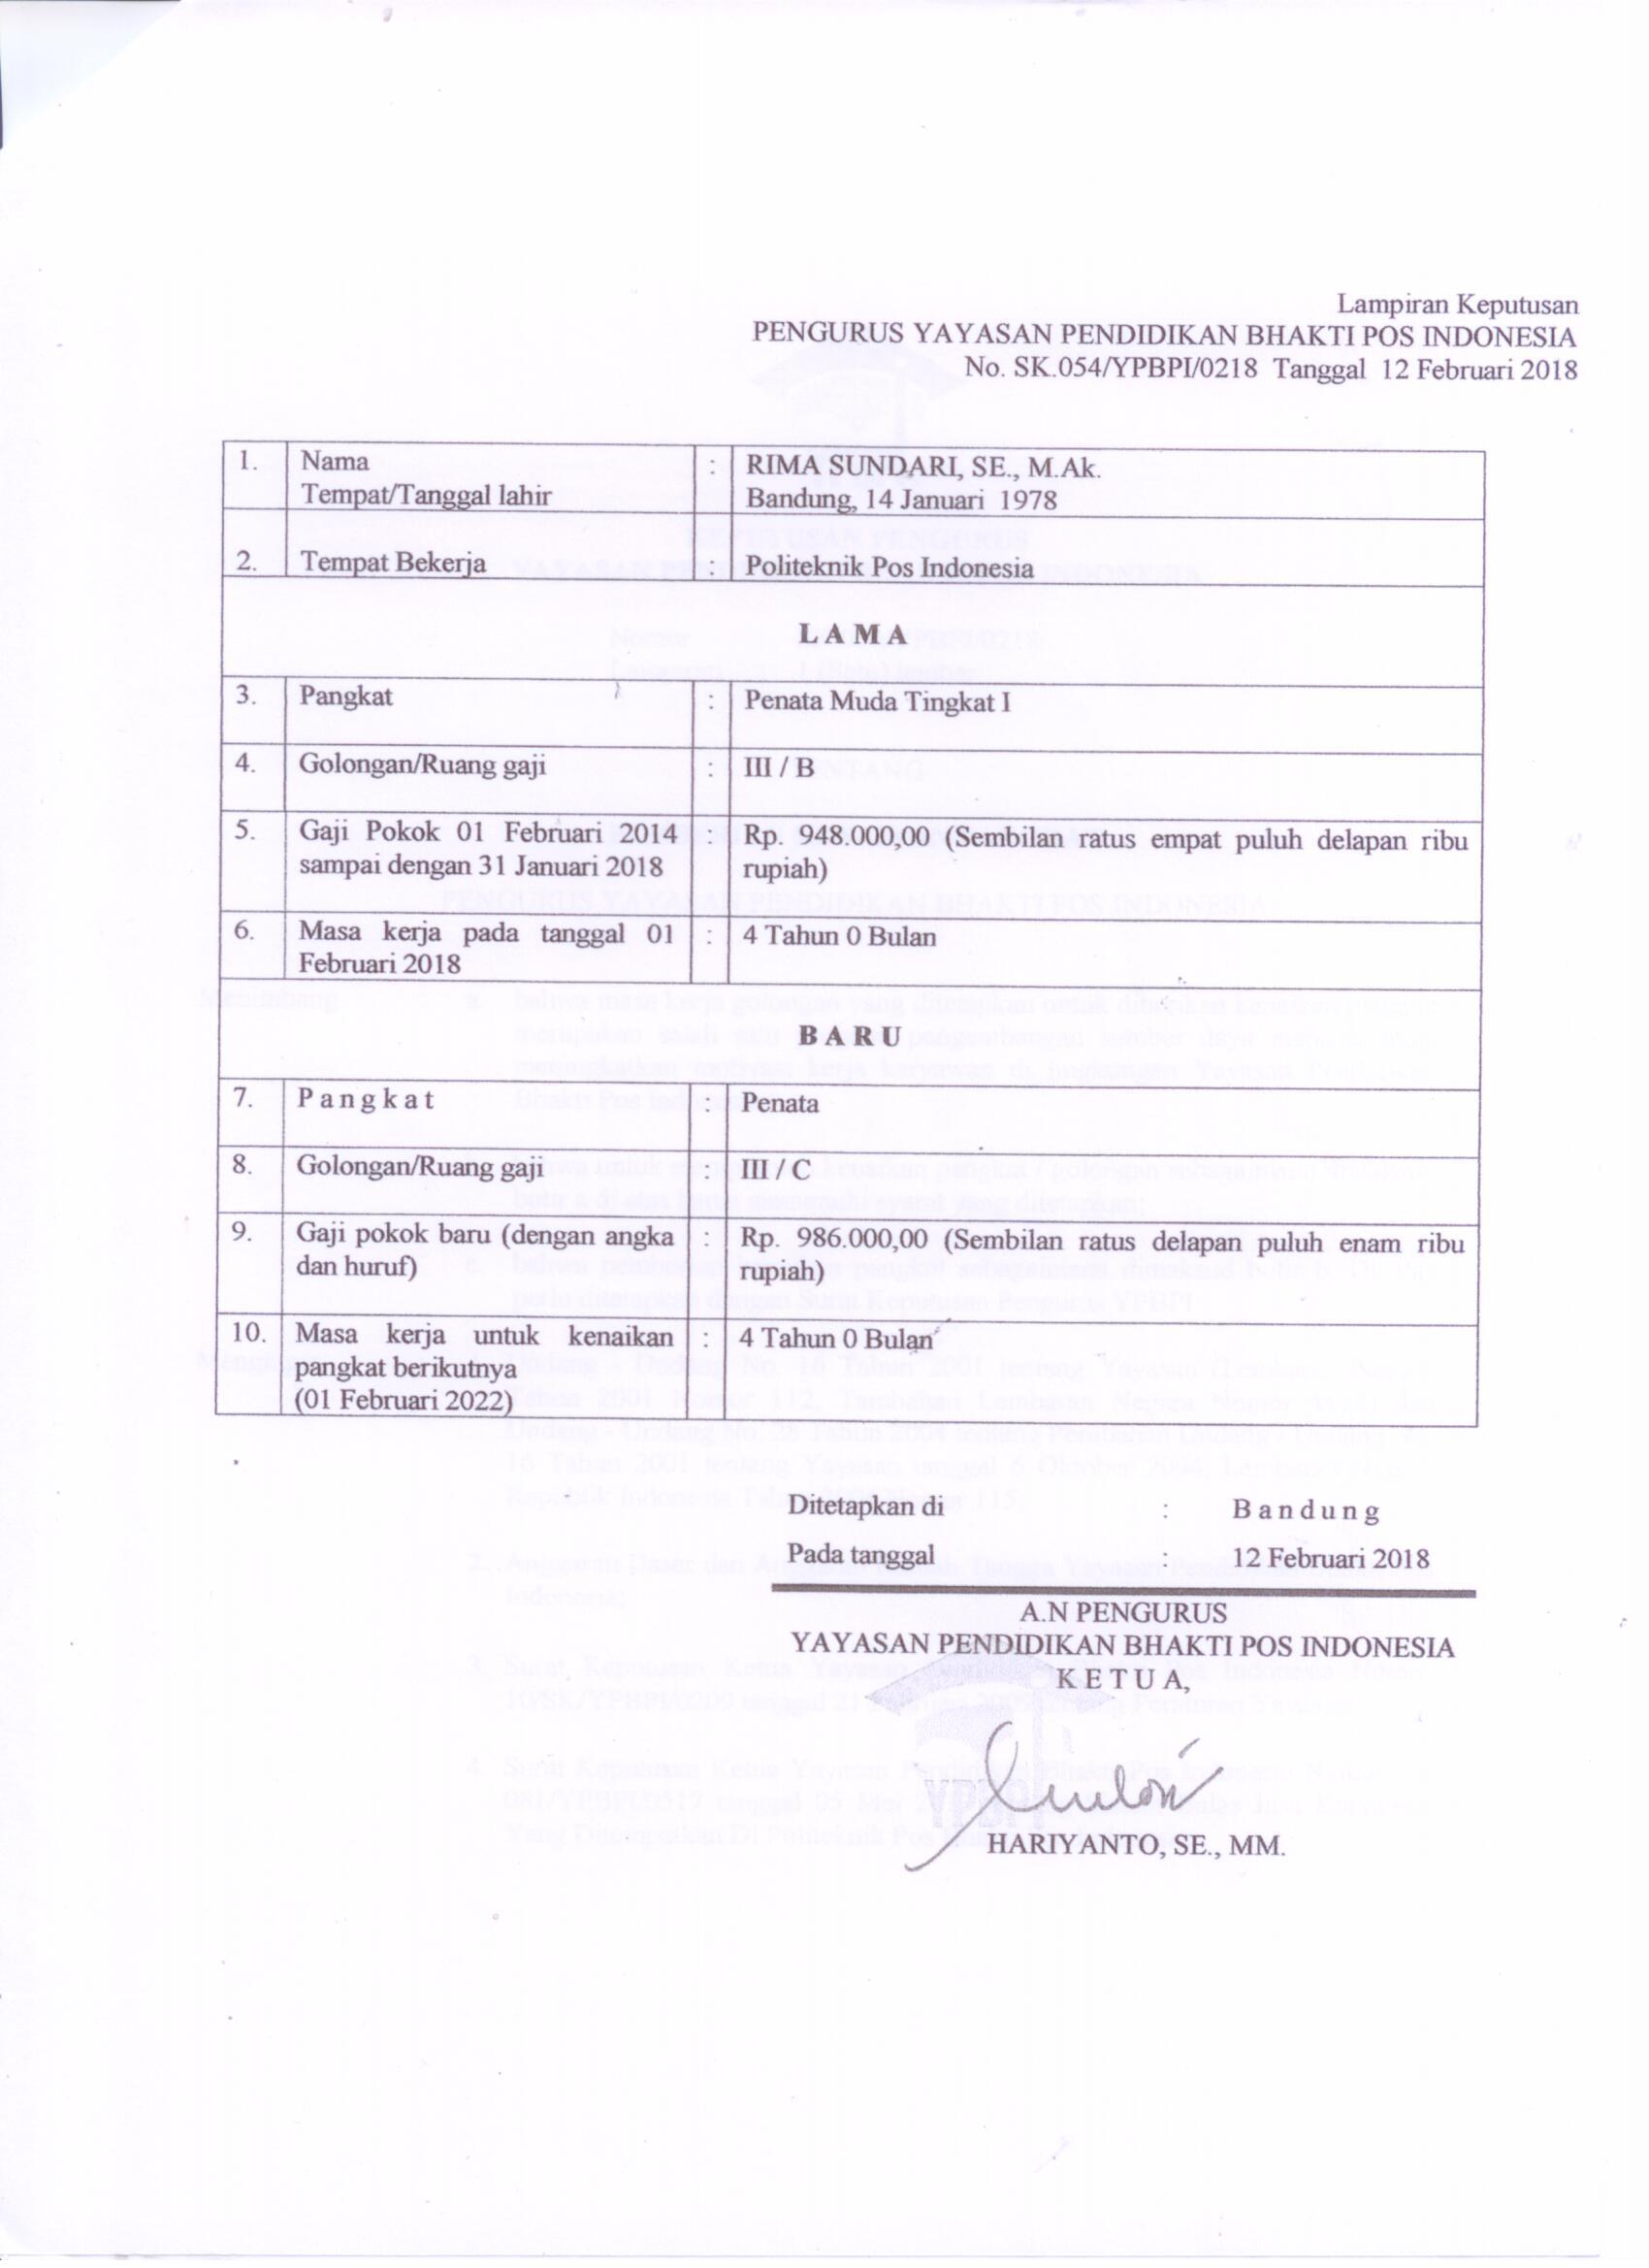 Lampiran Keputusan
PENGURUS YAYASAN PENDIDIKAN BHAKTI POS INDONESIA
No. SK.054/YPBPI/0218 Tanggal 12 Februari 2018
1. Nama : RIMA SUNDARI, SE., M.Ak.
Tempat/Tanggal lahir Bandung, 14 Januari 1978
2. Tempat Bekerja Politeknik Pos Indonesia
L A M A
3. Pangkat : Penata Muda Tingkat I
4. Golongan/Ruang gaji : III / B
5. Gaji Pokok 01 Februari 2014 : Rp. 948.000,00 (Sembilan ratus empat puluh delapan ribu
sampai dengan 31 Januari 2018 rupiah)
6. Masa kerja pada tanggal 01 : 4 Tahun 0 Bulan
Februari 2018
B A R U
7. P a n g k a t : Penata
8. Golongan/Ruang gaji : III / C
9. Gaji pokok baru (dengan angka : Rp. 986.000,00 (Sembilan ratus delapan puluh enam ribu
dan huruf) rupiah)
10. Masa kerja untuk kenaikan : 4 Tahun 0 Bulan
pangkat berikutnya
(01 Februari 2022)
Ditetapkan di : B a n d u n g
Pada tanggal : 12 Februari 2018
A.N PENGURUS
YAYASAN PENDIDIKAN BHAKTI POS INDONESIA
K E T U A,
YPBPI
HARIYANTO, SE., MM.